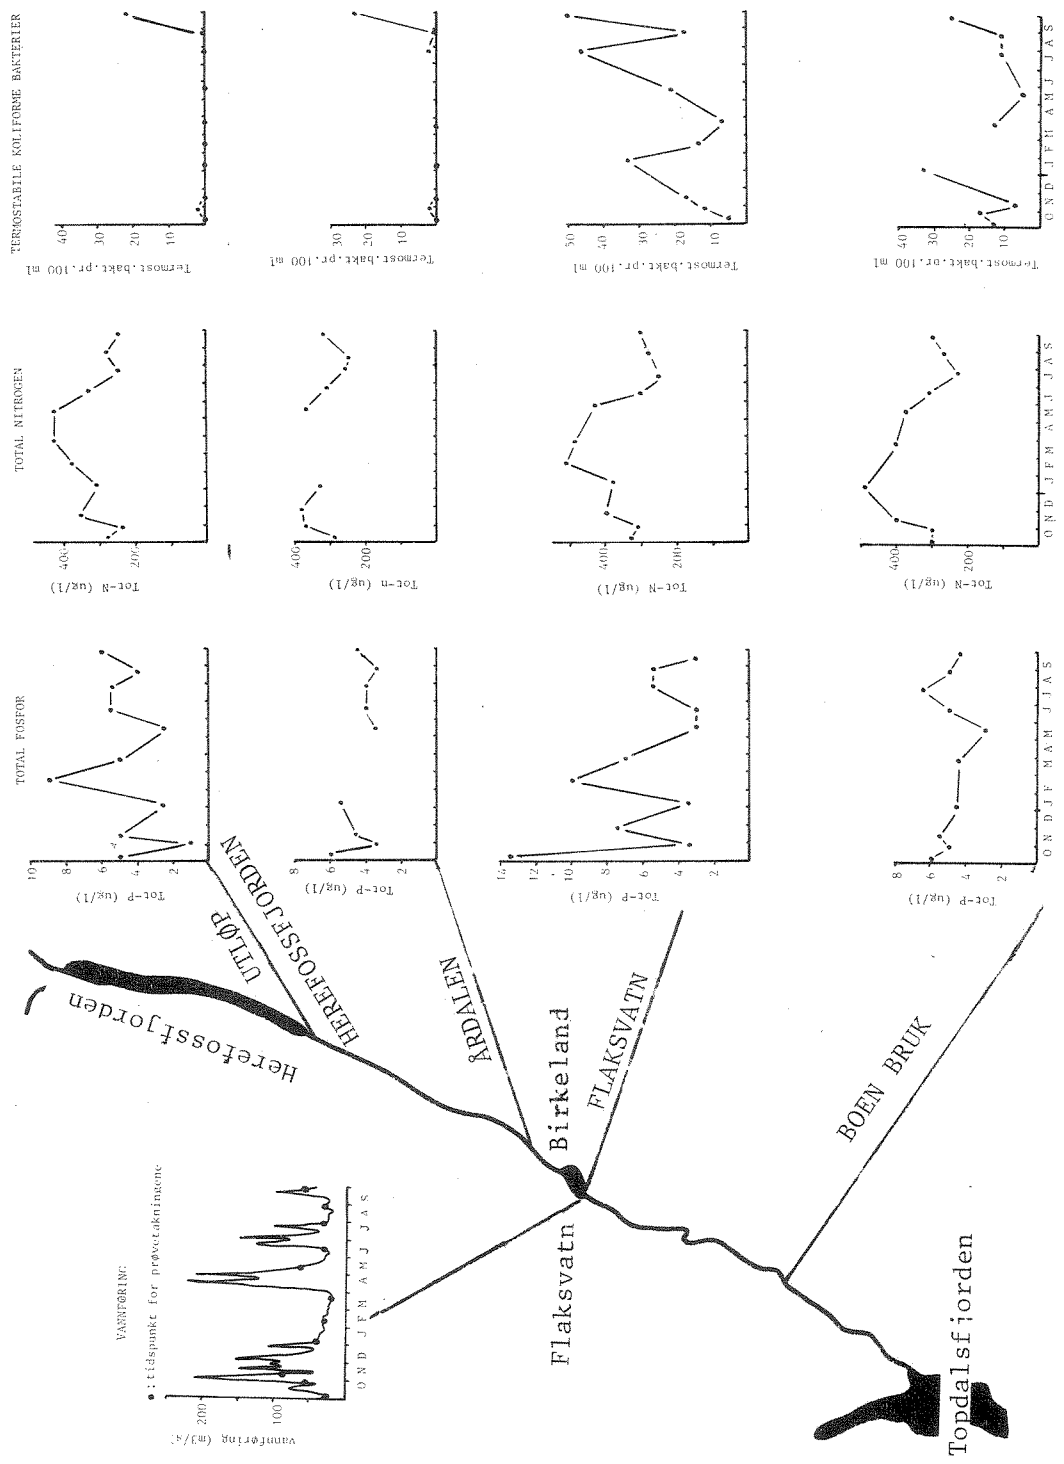 TERMOSTABILE KOLIFORME BAKTERIER
40
30
20
10
Termost.bakt.pr.100 ml
40
30
20
10
Termost.bakt.pr.100 ml
50
40
30
20
10
Termost.bakt.pr.100 ml
40
30
20
10
Termost.bakt.pr.100 ml
O N D J F M A M J J A S
TOTAL NITROGEN
400
200
Tot-N (ug/l)
400
200
Tot-n (ug/l)
400
200
Tot-N (ug/l)
400
200
Tot-N (ug/l)
O N D J F M A M J J A S
TOTAL FOSFOR
10
8
6
4
2
Tot-P (ug/l)
8
6
4
2
Tot-P (ug/l)
14
12
10
8
6
4
2
Tot-P (ug/l)
8
6
4
2
Tot-P (ug/l)
O N D J F M A M J J A S
UTLØP
HEREFOSSFJORDEN
ÅRDALEN
FLAKSVATN
BOEN BRUK
Herefossfjorden
Birkeland
Flaksvatn
Topdalsfjorden
VANNFØRING
:tidspunkt for prøvetakningene
200
100
vannføring (m3/s)
O N D J F M A M J J A S